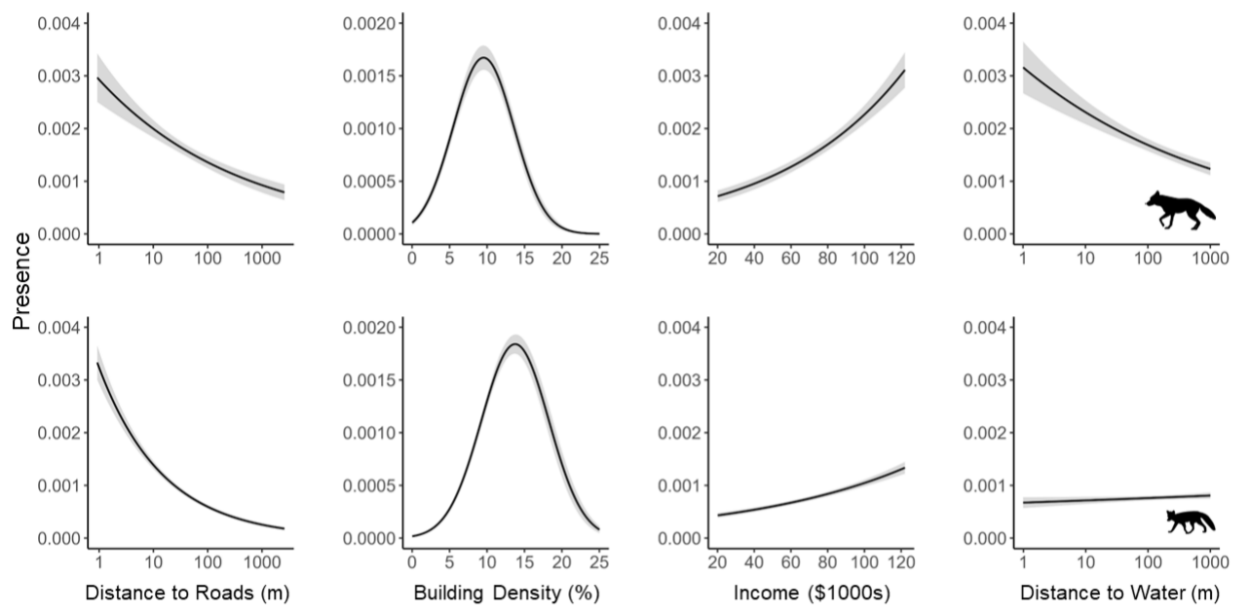 0.004 0.0020 0.004 0.004
0.003 0.0015 0.003 0.003
0.002 0.0010 0.002 0.002
0.001 0.0005 0.001 0.001
0.000 0.0000 0.000 0.000
1 10 100 1000 0 5 10 15 20 25 20 40 60 80 100 120 1 10 100 1000
Presence
0.004 0.0020 0.004 0.004
0.003 0.0015 0.003 0.003
0.002 0.0010 0.002 0.002
0.001 0.0005 0.001 0.001
0.000 0.0000 0.000 0.000
1 10 100 1000 0 5 10 15 20 25 20 40 60 80 100 120 1 10 100 1000
Distance to Roads (m) Building Density (%) Income ($1000s) Distance to Water (m)